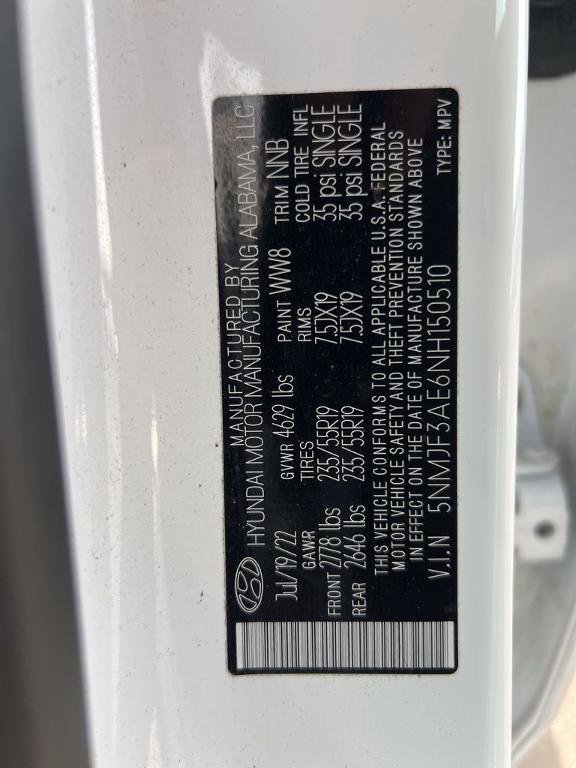 MANUFACTURED BY
HYUNDAI MOTOR MANUFACTURING ALABAMA, LLC
Jul/19/22 GVWR 4629 lbs PAINT WW8 TRIM NNB
GAWR TIRES RIMS COLD TIRE INFL
FRONT 2778 lbs 235/55R19 7.5JX19 35 psi SINGLE
REAR 2646 lbs 235/55R19 7.5JX19 35 psi SINGLE
THIS VEHICLE CONFORMS TO ALL APPLICABLE U.S.A. FEDERAL
MOTOR VEHICLE SAFETY AND THEFT PREVENTION STANDARDS
IN EFFECT ON THE DATE OF MANUFACTURE SHOWN ABOVE
V.I.N 5NMJF3AE6NH150510 TYPE: MPV